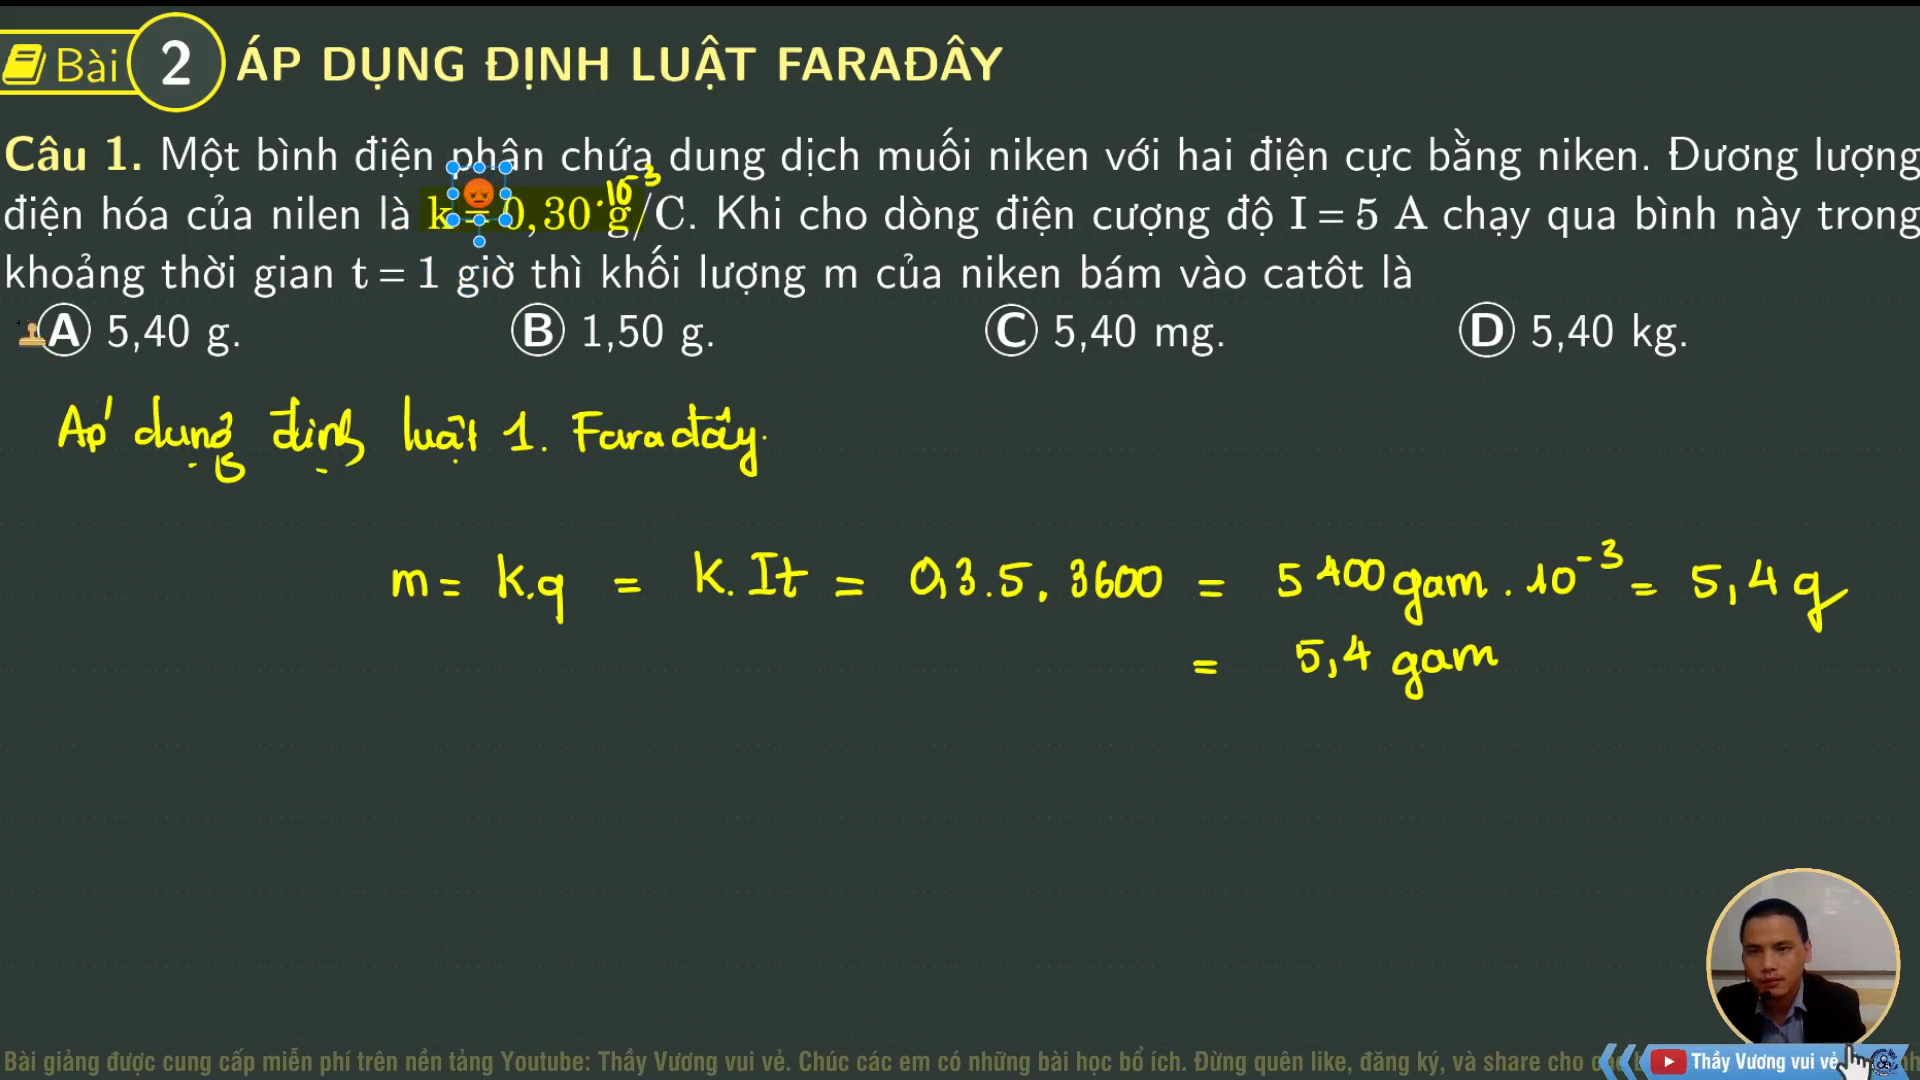 Bài 2 ÁP DỤNG ĐỊNH LUẬT FARAĐÂY
Câu 1. Một bình điện phân chứa dung dịch muối niken với hai điện cực bằng niken. Đương lượng
điện hóa của nilen là k = 0,30·10⁻³ g/C. Khi cho dòng điện cượng độ I = 5 A chạy qua bình này trong
khoảng thời gian t = 1 giờ thì khối lượng m của niken bám vào catôt là
A 5,40 g. B 1,50 g. C 5,40 mg. D 5,40 kg.
Áp dụng định luật 1. Farađây.
m = k.q = k.It = 0,3.5.3600 = 5400 gam.10⁻³ = 5,4 g
= 5,4 gam
Bài giảng được cung cấp miễn phí trên nền tảng Youtube: Thầy Vương vui vẻ. Chúc các em có những bài học bổ ích. Đừng quên like, đăng ký, và share cho
Thầy Vương vui vẻ